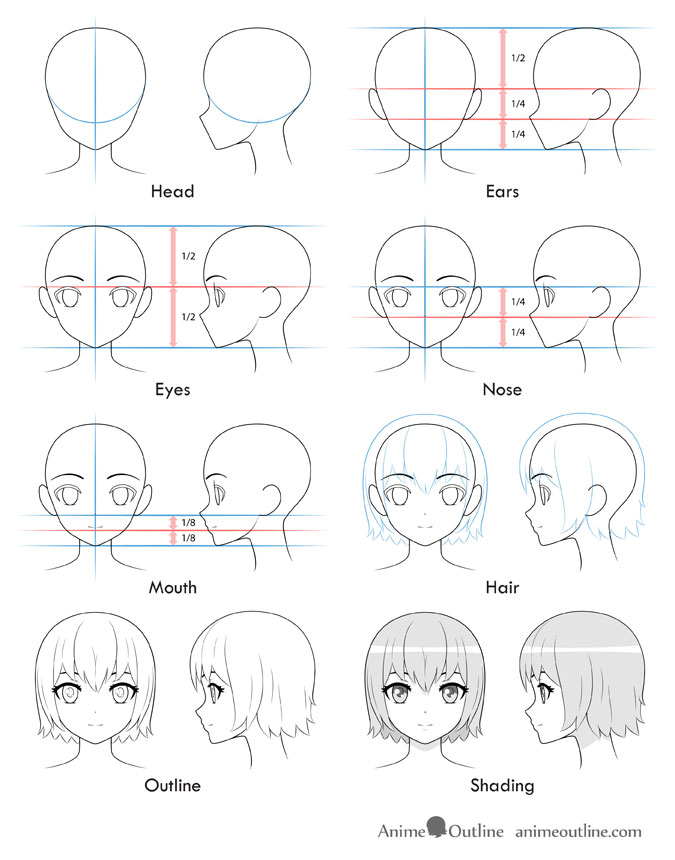 1/2
1/4
1/4
Head
Ears
1/2
1/2
1/4
1/4
Eyes
Nose
1/8
1/8
Mouth
Hair
Outline
Shading
Anime Outline animeoutline.com